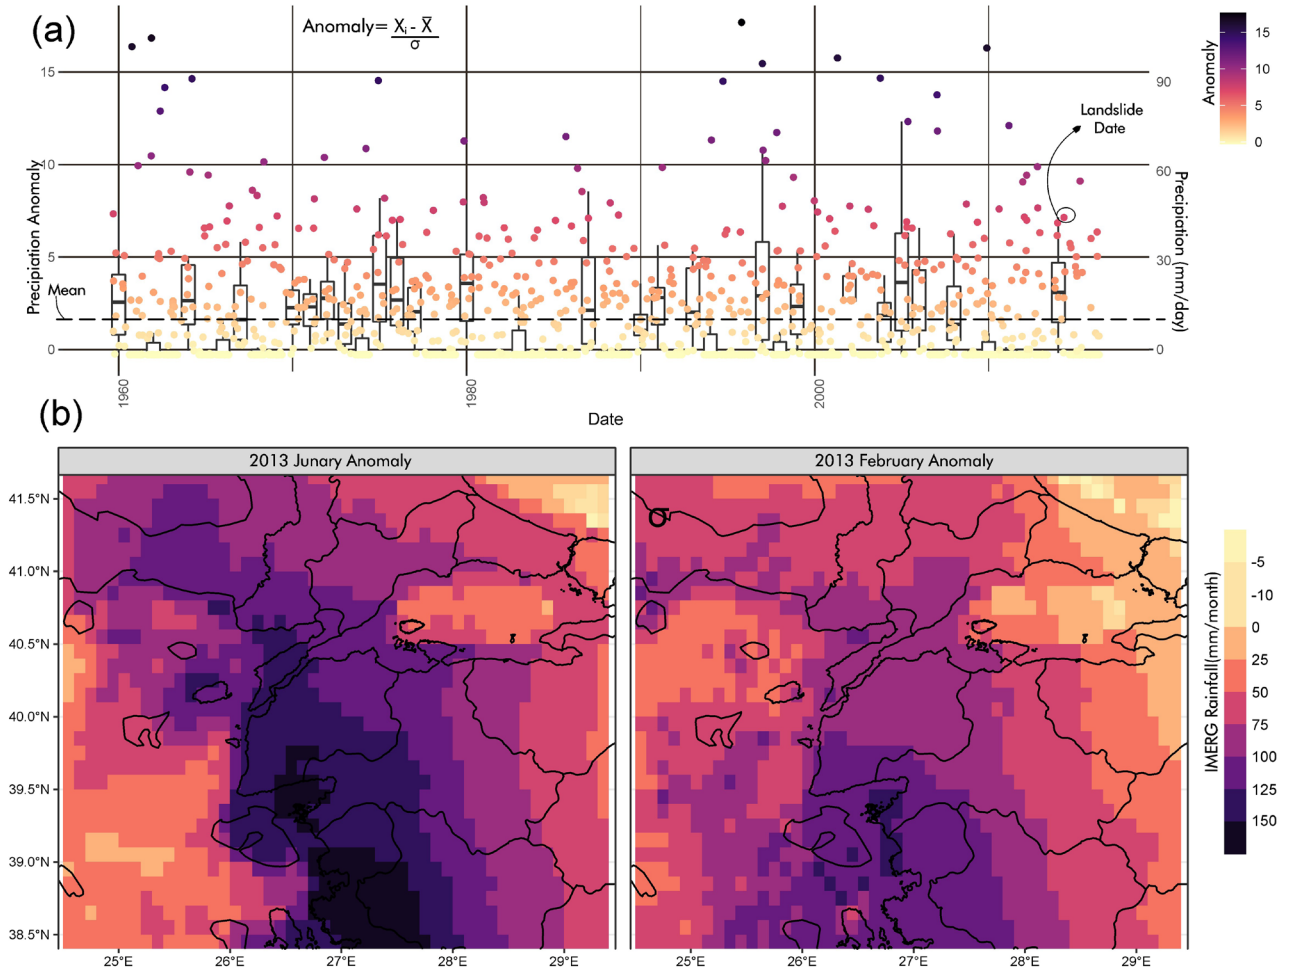 (a)
Anomaly= Xᵢ - X̄
σ
Anomaly
15
10
5
0
Precipiation Anomaly
15
10
5
0
Mean
Landslide
Date
90
60
30
0
Precipitation (mm/day)
1960
1980
2000
Date
(b)
2013 Junary Anomaly
2013 February Anomaly
σ
41.5°N
41.0°N
40.5°N
40.0°N
39.5°N
39.0°N
38.5°N
25°E
26°E
27°E
28°E
29°E
25°E
26°E
27°E
28°E
29°E
IMERG Rainfall(mm/month)
-5
-10
0
25
50
75
100
125
150